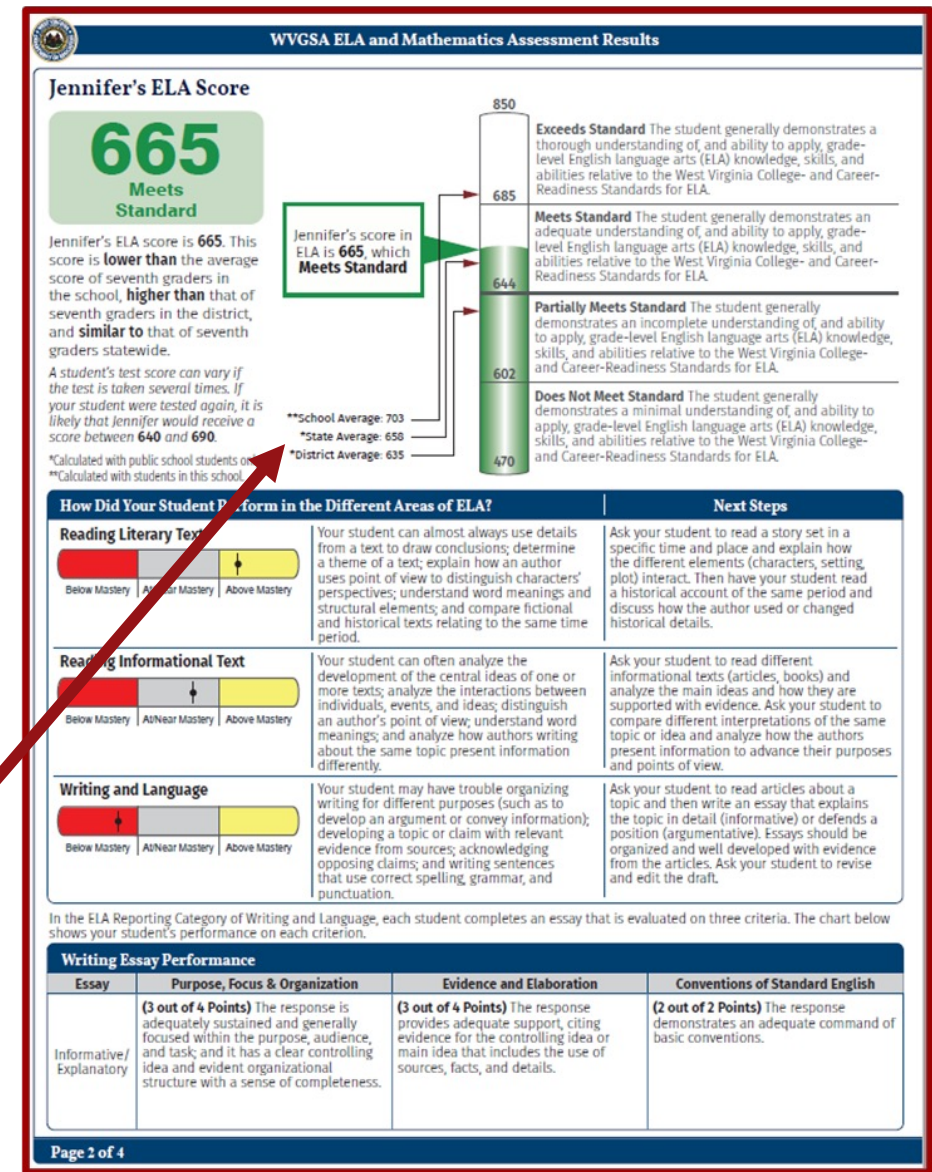 WVGSA ELA and Mathematics Assessment Results
Jennifer's ELA Score
665
Meets
Standard
Jennifer's ELA score is 665. This
score is lower than the average
score of seventh graders in
the school, higher than that of
seventh graders in the district,
and similar to that of seventh
graders statewide.
A student's test score can vary if
the test is taken several times. If
your student were tested again, it is
likely that Jennifer would receive a
score between 640 and 690.
*Calculated with public school students
**Calculated with students in this school.
Jennifer's score in
ELA is 665, which
Meets Standard
**School Average: 703
*State Average: 658
*District Average: 635
850
685
644
602
470
Exceeds Standard The student generally demonstrates a
thorough understanding of, and ability to apply, grade-
level English language arts (ELA) knowledge, skills, and
abilities relative to the West Virginia College- and Career-
Readiness Standards for ELA.
Meets Standard The student generally demonstrates an
adequate understanding of, and ability to apply, grade-
level English language arts (ELA) knowledge, skills, and
abilities relative to the West Virginia College- and Career-
Readiness Standards for ELA.
Partially Meets Standard The student generally
demonstrates an incomplete understanding of, and ability
to apply, grade-level English language arts (ELA) knowledge,
skills, and abilities relative to the West Virginia College-
and Career-Readiness Standards for ELA.
Does Not Meet Standard The student generally
demonstrates a minimal understanding of, and ability to
apply, grade-level English language arts (ELA) knowledge,
skills, and abilities relative to the West Virginia College-
and Career-Readiness Standards for ELA.
How Did Your Student Perform in the Different Areas of ELA?
Next Steps
Reading Literary Text
Below Mastery At/Near Mastery Above Mastery
Your student can almost always use details
from a text to draw conclusions; determine
a theme of a text; explain how an author
uses point of view to distinguish characters'
perspectives; understand word meanings and
structural elements; and compare fictional
and historical texts relating to the same time
period.
Ask your student to read a story set in a
specific time and place and explain how
the different elements (characters, setting,
plot) interact. Then have your student read
a historical account of the same period and
discuss how the author used or changed
historical details.
Reading Informational Text
Below Mastery At/Near Mastery Above Mastery
Your student can often analyze the
development of the central ideas of one or
more texts; analyze the interactions between
individuals, events, and ideas; distinguish
an author's point of view; understand word
meanings; and analyze how authors writing
about the same topic present information
differently.
Ask your student to read different
informational texts (articles, books) and
analyze the main ideas and how they are
supported with evidence. Ask your student to
compare different interpretations of the same
topic or idea and analyze how the authors
present information to advance their purposes
and points of view.
Writing and Language
Below Mastery At/Near Mastery Above Mastery
Your student may have trouble organizing
writing for different purposes (such as to
develop an argument or convey information);
developing a topic or claim with relevant
evidence from sources; acknowledging
opposing claims; and writing sentences
that use correct spelling, grammar, and
punctuation.
Ask your student to read articles about a
topic and then write an essay that explains
the topic in detail (informative) or defends a
position (argumentative). Essays should be
organized and well developed with evidence
from the articles. Ask your student to revise
and edit the draft.
In the ELA Reporting Category of Writing and Language, each student completes an essay that is evaluated on three criteria. The chart below
shows your student's performance on each criterion.
Writing Essay Performance
Essay
Purpose, Focus & Organization
Evidence and Elaboration
Conventions of Standard English
Informative/
Explanatory
(3 out of 4 Points) The response is
adequately sustained and generally
focused within the purpose, audience,
and task; and it has a clear controlling
idea and evident organizational
structure with a sense of completeness.
(3 out of 4 Points) The response
provides adequate support, citing
evidence for the controlling idea or
main idea that includes the use of
sources, facts, and details.
(2 out of 2 Points) The response
demonstrates an adequate command of
basic conventions.
Page 2 of 4